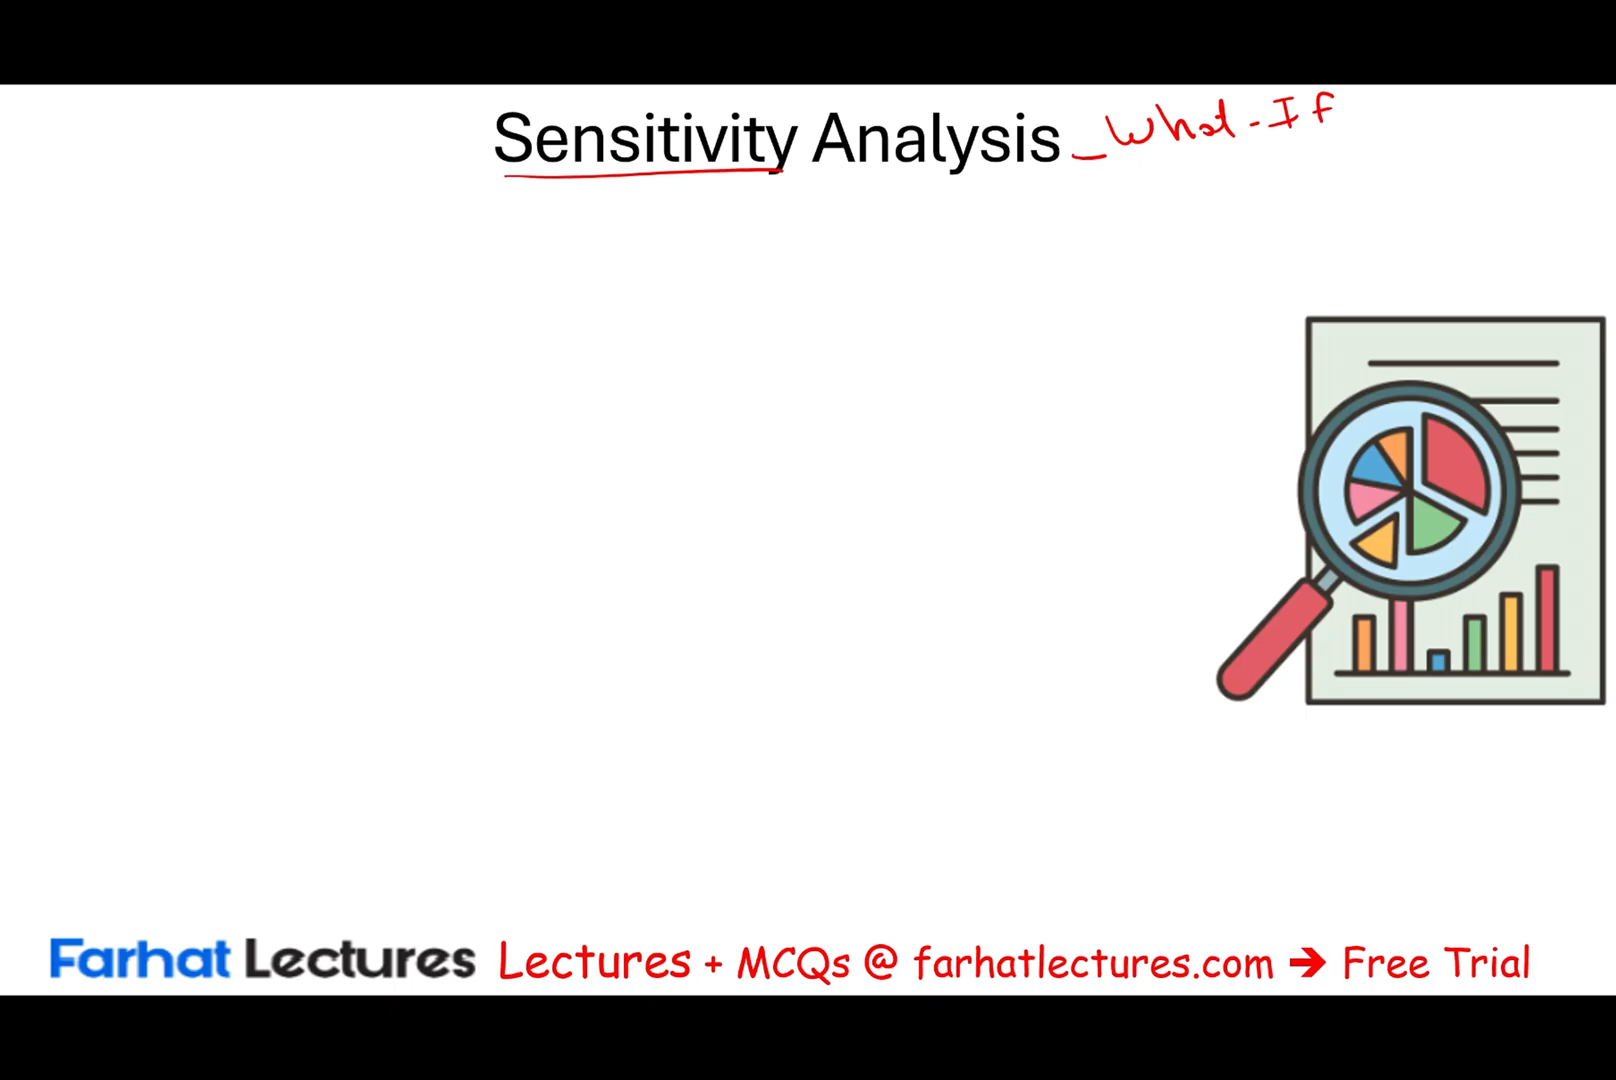 Sensitivity Analysis - What-If
Farhat Lectures Lectures + MCQs @ farhatlectures.com → Free Trial